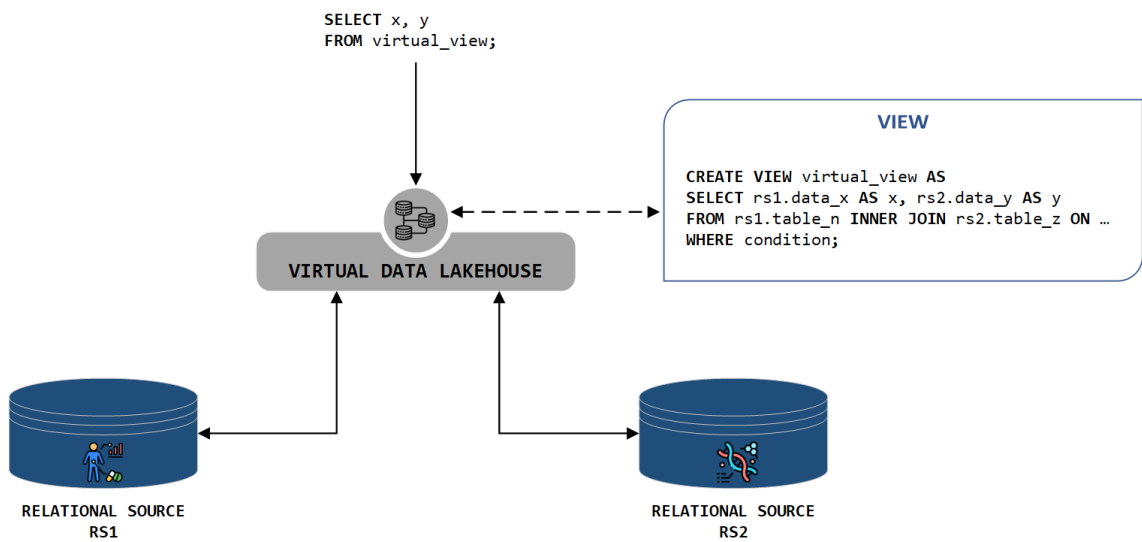 SELECT x, y
FROM virtual_view;
VIEW
CREATE VIEW virtual_view AS
SELECT rs1.data_x AS x, rs2.data_y AS y
FROM rs1.table_n INNER JOIN rs2.table_z ON …
WHERE condition;
VIRTUAL DATA LAKEHOUSE
RELATIONAL SOURCE
RS1
RELATIONAL SOURCE
RS2